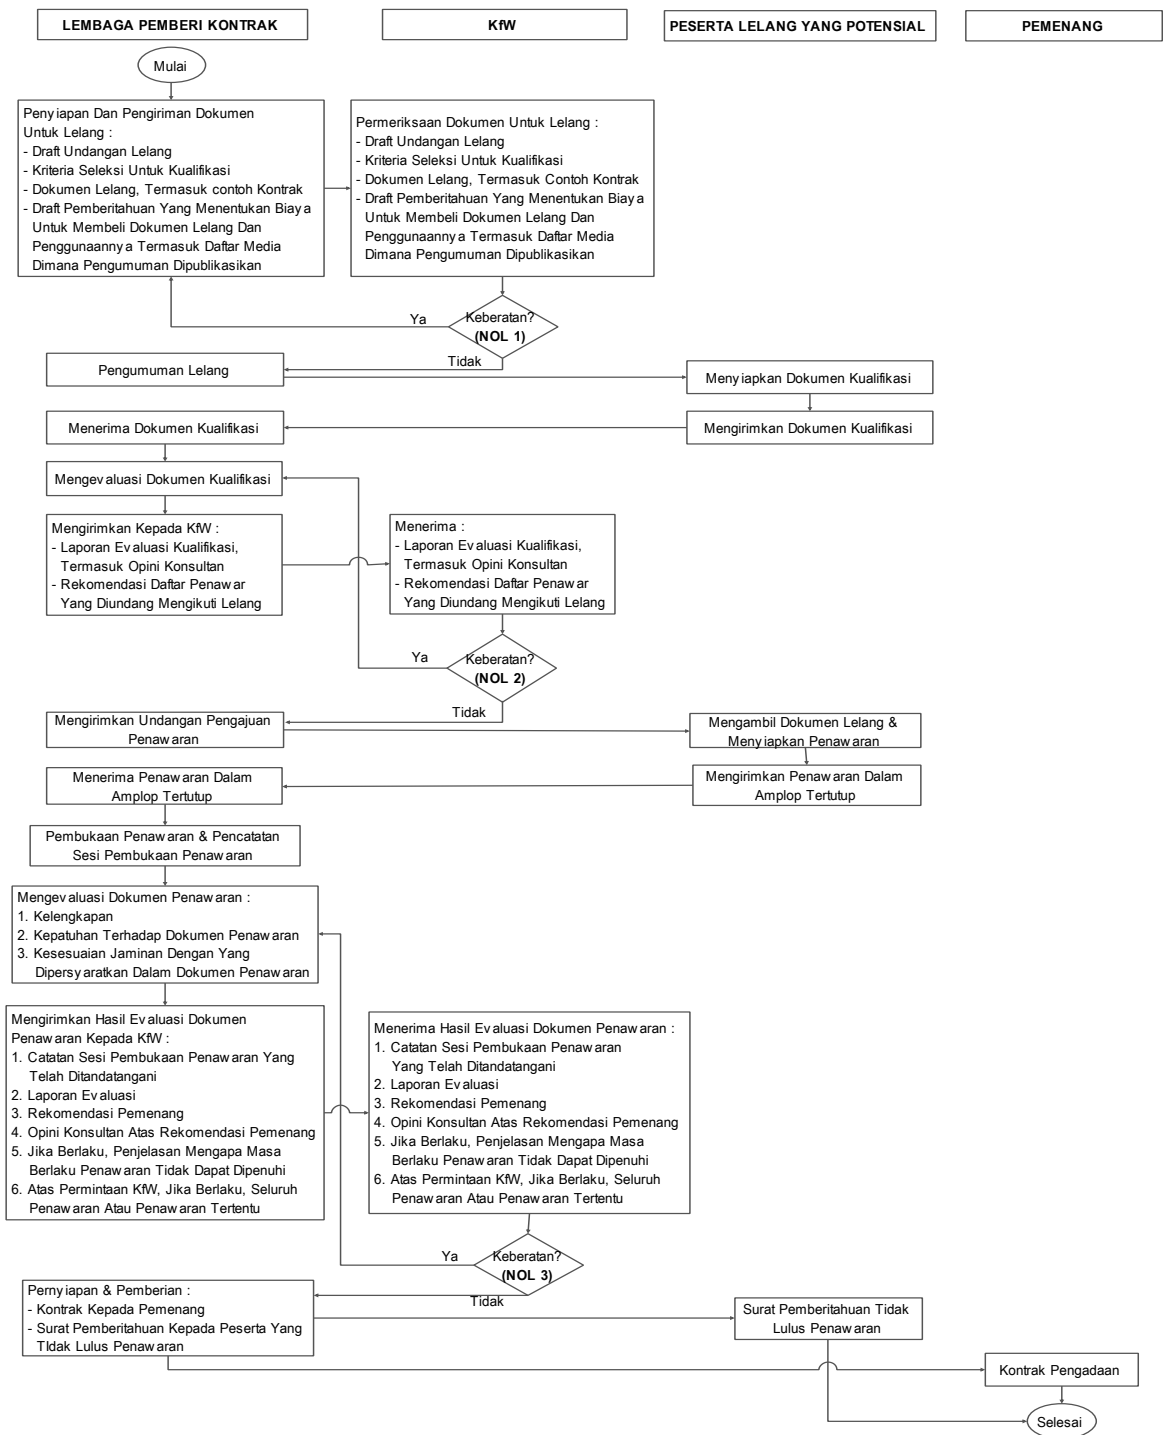 LEMBAGA PEMBERI KONTRAK
KfW
PESERTA LELANG YANG POTENSIAL
PEMENANG
Mulai
Penyiapan Dan Pengiriman Dokumen
Untuk Lelang :
- Draft Undangan Lelang
- Kriteria Seleksi Untuk Kualifikasi
- Dokumen Lelang, Termasuk contoh Kontrak
- Draft Pemberitahuan Yang Menentukan Biaya
Untuk Membeli Dokumen Lelang Dan
Penggunaannya Termasuk Daftar Media
Dimana Pengumuman Dipublikasikan
Permeriksaan Dokumen Untuk Lelang :
- Draft Undangan Lelang
- Kriteria Seleksi Untuk Kualifikasi
- Dokumen Lelang, Termasuk Contoh Kontrak
- Draft Pemberitahuan Yang Menentukan Biaya
Untuk Membeli Dokumen Lelang Dan
Penggunaannya Termasuk Daftar Media
Dimana Pengumuman Dipublikasikan
Ya
Keberatan?
(NOL 1)
Tidak
Pengumuman Lelang
Menyiapkan Dokumen Kualifikasi
Menerima Dokumen Kualifikasi
Mengirimkan Dokumen Kualifikasi
Mengevaluasi Dokumen Kualifikasi
Mengirimkan Kepada KfW :
- Laporan Evaluasi Kualifikasi,
Termasuk Opini Konsultan
- Rekomendasi Daftar Penawar
Yang Diundang Mengikuti Lelang
Menerima :
- Laporan Evaluasi Kualifikasi,
Termasuk Opini Konsultan
- Rekomendasi Daftar Penawar
Yang Diundang Mengikuti Lelang
Ya
Keberatan?
(NOL 2)
Tidak
Mengirimkan Undangan Pengajuan
Penawaran
Mengambil Dokumen Lelang &
Menyiapkan Penawaran
Menerima Penawaran Dalam
Amplop Tertutup
Mengirimkan Penawaran Dalam
Amplop Tertutup
Pembukaan Penawaran & Pencatatan
Sesi Pembukaan Penawaran
Mengevaluasi Dokumen Penawaran :
1. Kelengkapan
2. Kepatuhan Terhadap Dokumen Penawaran
3. Kesesuaian Jaminan Dengan Yang
Dipersyaratkan Dalam Dokumen Penawaran
Mengirimkan Hasil Evaluasi Dokumen
Penawaran Kepada KfW :
1. Catatan Sesi Pembukaan Penawaran Yang
Telah Ditandatangani
2. Laporan Evaluasi
3. Rekomendasi Pemenang
4. Opini Konsultan Atas Rekomendasi Pemenang
5. Jika Berlaku, Penjelasan Mengapa Masa
Berlaku Penawaran Tidak Dapat Dipenuhi
6. Atas Permintaan KfW, Jika Berlaku, Seluruh
Penawaran Atau Penawaran Tertentu
Menerima Hasil Evaluasi Dokumen Penawaran :
1. Catatan Sesi Pembukaan Penawaran
Yang Telah Ditandatangani
2. Laporan Evaluasi
3. Rekomendasi Pemenang
4. Opini Konsultan Atas Rekomendasi Pemenang
5. Jika Berlaku, Penjelasan Mengapa Masa
Berlaku Penawaran Tidak Dapat Dipenuhi
6. Atas Permintaan KfW, Jika Berlaku, Seluruh
Penawaran Atau Penawaran Tertentu
Ya
Keberatan?
(NOL 3)
Tidak
Pernyiapan & Pemberian :
- Kontrak Kepada Pemenang
- Surat Pemberitahuan Kepada Peserta Yang
TIdak Lulus Penawaran
Surat Pemberitahuan Tidak
Lulus Penawaran
Kontrak Pengadaan
Selesai